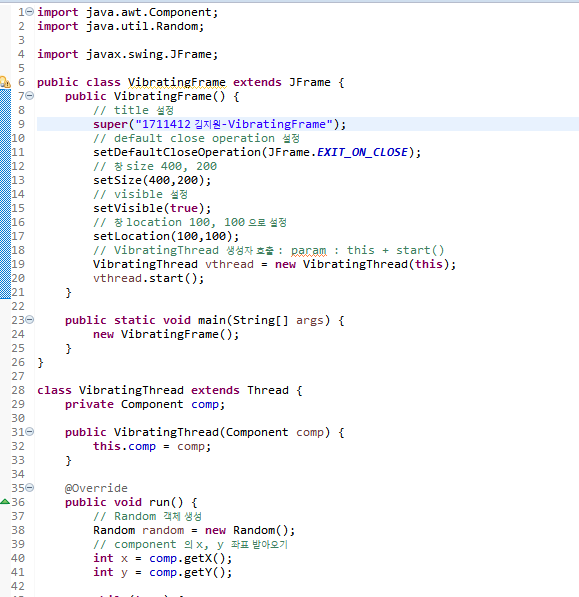 1 import java.awt.Component;
2 import java.util.Random;
3
4 import javax.swing.JFrame;
5
6 public class VibratingFrame extends JFrame {
7 public VibratingFrame() {
8 // title 설정
9 super("1711412 김지원-VibratingFrame");
10 // default close operation 설정
11 setDefaultCloseOperation(JFrame.EXIT_ON_CLOSE);
12 // 창 size 400, 200
13 setSize(400,200);
14 // visible 설정
15 setVisible(true);
16 // 창 location 100, 100 으로 설정
17 setLocation(100,100);
18 // VibratingThread 생성자 호출 : param : this + start()
19 VibratingThread vthread = new VibratingThread(this);
20 vthread.start();
21 }
22
23 public static void main(String[] args) {
24 new VibratingFrame();
25 }
26 }
27
28 class VibratingThread extends Thread {
29 private Component comp;
30
31 public VibratingThread(Component comp) {
32 this.comp = comp;
33 }
34
35 @Override
36 public void run() {
37 // Random 객체 생성
38 Random random = new Random();
39 // component 의 x, y 좌표 받아오기
40 int x = comp.getX();
41 int y = comp.getY();
42